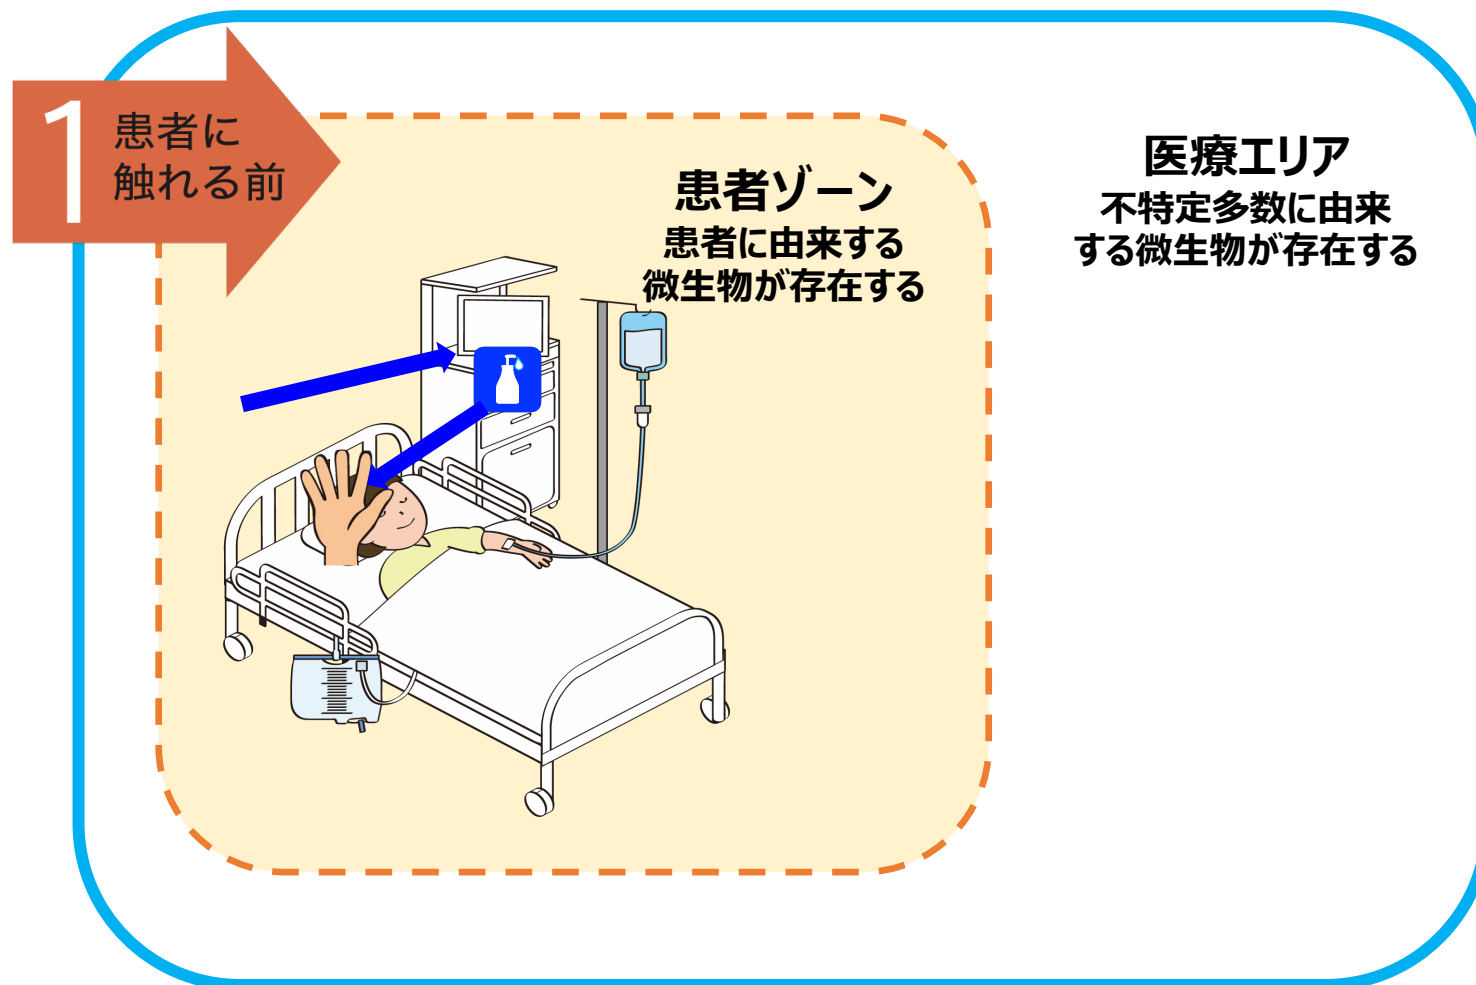 1
患者に
触れる前
患者ゾーン
患者に由来する
微生物が存在する
医療エリア
不特定多数に由来
する微生物が存在する